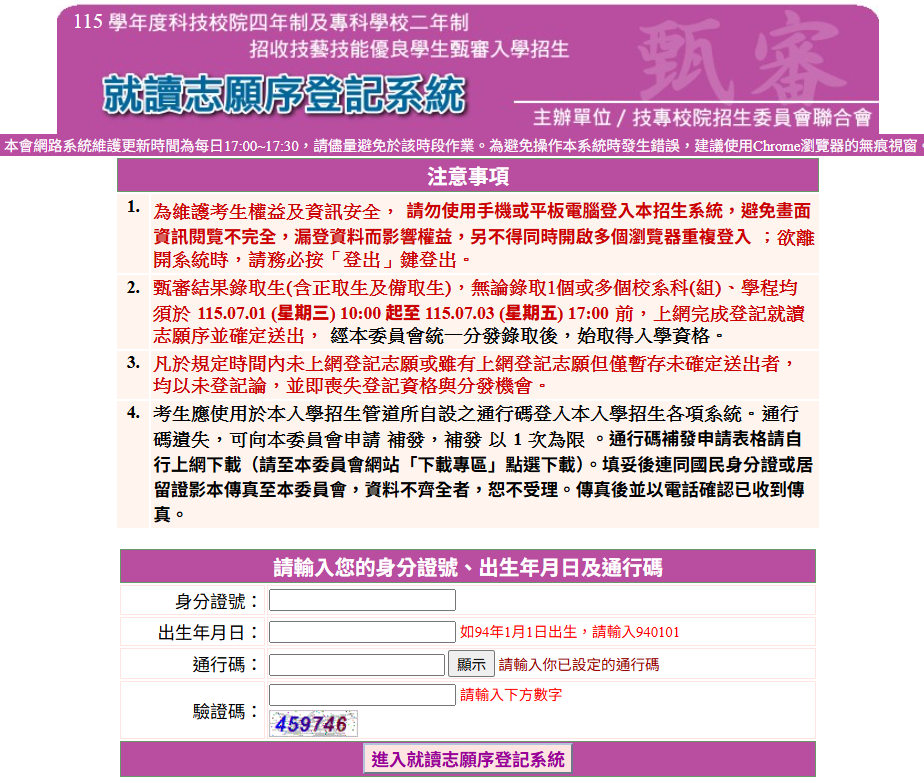 115 學年度科技校院四年制及專科學校二年制
招收技藝技能優良學生甄審入學招生
甄審
就讀志願序登記系統
主辦單位 / 技專校院招生委員會聯合會
本會網路系統維護更新時間為每日17:00~17:30，請儘量避免於該時段作業。為避免操作本系統時發生錯誤，建議使用Chrome瀏覽器的無痕視窗。
注意事項
1. 為維護考生權益及資訊安全， 請勿使用手機或平板電腦登入本招生系統，避免畫面
資訊閱覽不完全，漏登資料而影響權益，另不得同時開啟多個瀏覽器重複登入 ；欲離
開系統時，請務必按「登出」鍵登出。
2. 甄審結果錄取生(含正取生及備取生)，無論錄取1個或多個校系科(組)、學程均
須於 115.07.01 (星期三) 10:00 起至 115.07.03 (星期五) 17:00 前，上網完成登記就讀
志願序並確定送出， 經本委員會統一分發錄取後，始取得入學資格。
3. 凡於規定時間內未上網登記志願或雖有上網登記志願但僅暫存未確定送出者，
均以未登記論，並即喪失登記資格與分發機會。
4. 考生應使用於本入學招生管道所自設之通行碼登入本入學招生各項系統。通行
碼遺失，可向本委員會申請 補發，補發 以 1 次為限 。通行碼補發申請表格請自
行上網下載（請至本委員會網站「下載專區」點選下載）。填妥後連同國民身分證或居
留證影本傳真至本委員會，資料不齊全者，恕不受理。傳真後並以電話確認已收到傳
真。
請輸入您的身分證號、出生年月日及通行碼
身分證號：
出生年月日： 如94年1月1日出生，請輸入940101
通行碼： 顯示 請輸入你已設定的通行碼
驗證碼： 請輸入下方數字
459746
進入就讀志願序登記系統